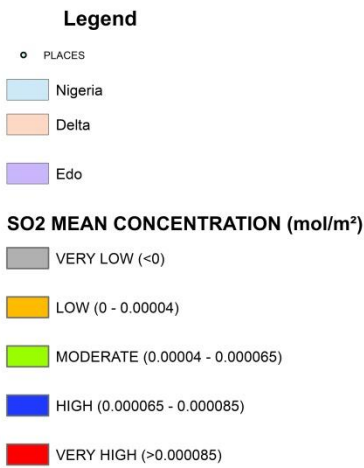 Legend
PLACES
Nigeria
Delta
Edo
SO2 MEAN CONCENTRATION (mol/m²)
VERY LOW (<0)
LOW (0 - 0.00004)
MODERATE (0.00004 - 0.000065)
HIGH (0.000065 - 0.000085)
VERY HIGH (>0.000085)